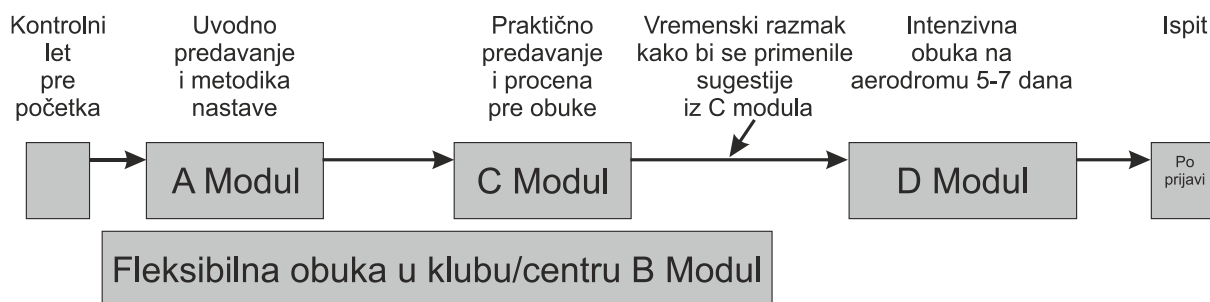 Kontrolni
let
pre
početka
Uvodno
predavanje
i metodika
nastave
Praktično
predavanje
i procena
pre obuke
Vremenski razmak
kako bi se primenile
sugestije
iz C modula
Intenzivna
obuka na
aerodromu 5-7 dana
Ispit
A Modul
C Modul
D Modul
Po
prijavi
Fleksibilna obuka u klubu/centru B Modul